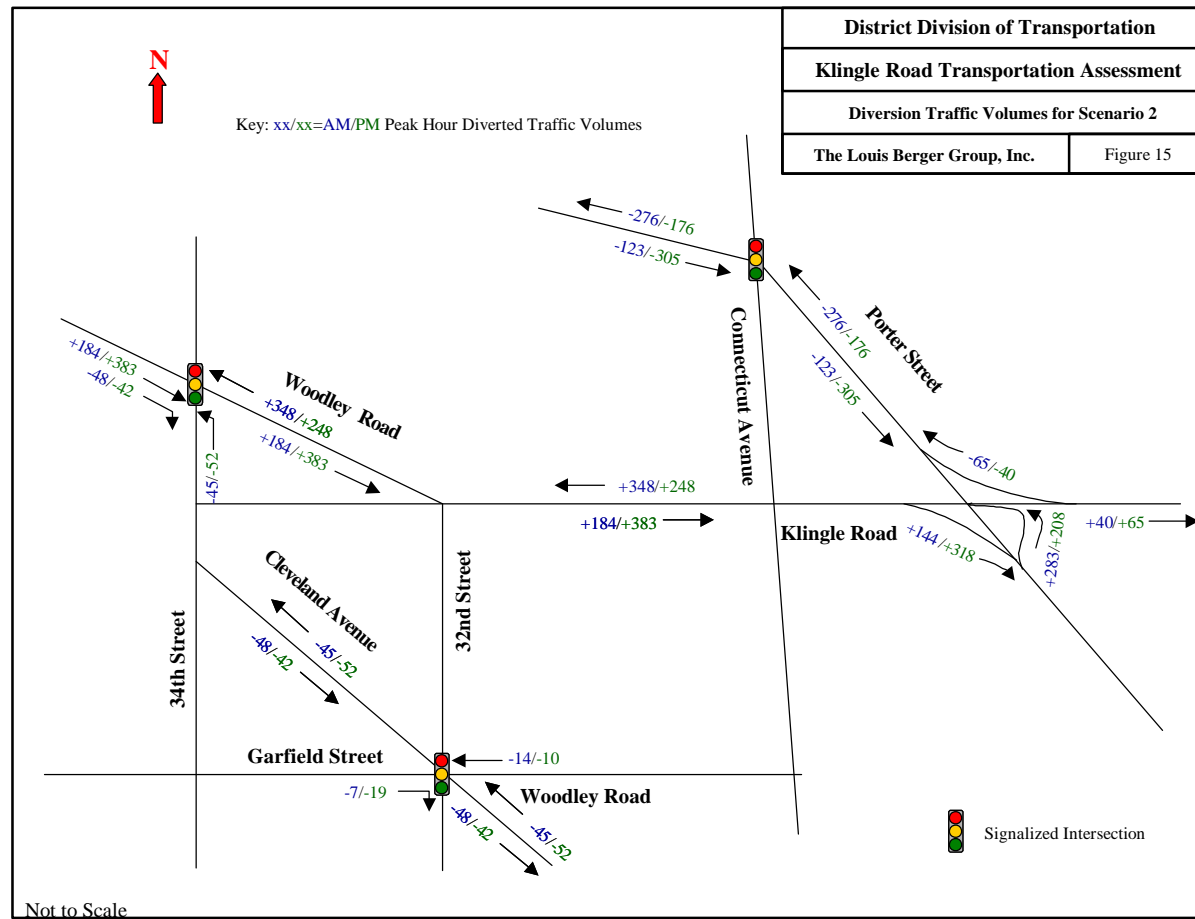 District Division of Transportation
Klingle Road Transportation Assessment
Diversion Traffic Volumes for Scenario 2
The Louis Berger Group, Inc.
Figure 15
N
Key: xx/xx=AM/PM Peak Hour Diverted Traffic Volumes
-276/-176
-123/-305
Connecticut Avenue
Porter Street
-276/-176
-123/-305
+184/+383
-48/-42
Woodley Road
+348/+248
+184/+383
-45/-52
-65/-40
+348/+248
+184/+383
Klingle Road
+144/+318
+283/+208
+40/+65
34th Street
Cleveland Avenue
32nd Street
-45/-52
-48/-42
Garfield Street
-14/-10
-7/-19
Woodley Road
-48/-42
-45/-52
Signalized Intersection
Not to Scale